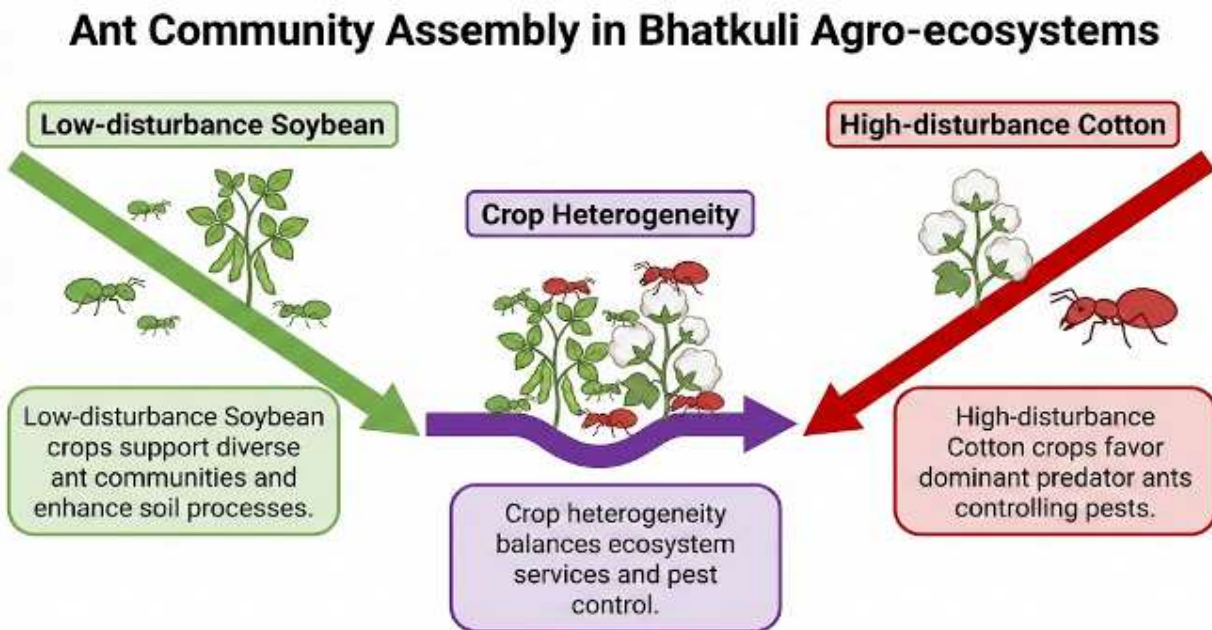 Ant Community Assembly in Bhatkuli Agro-ecosystems
Low-disturbance Soybean
High-disturbance Cotton
Crop Heterogeneity
Low-disturbance Soybean
crops support diverse
ant communities and
enhance soil processes.
High-disturbance
Cotton crops favor
dominant predator ants
controlling pests.
Crop heterogeneity
balances ecosystem
services and pest
control.